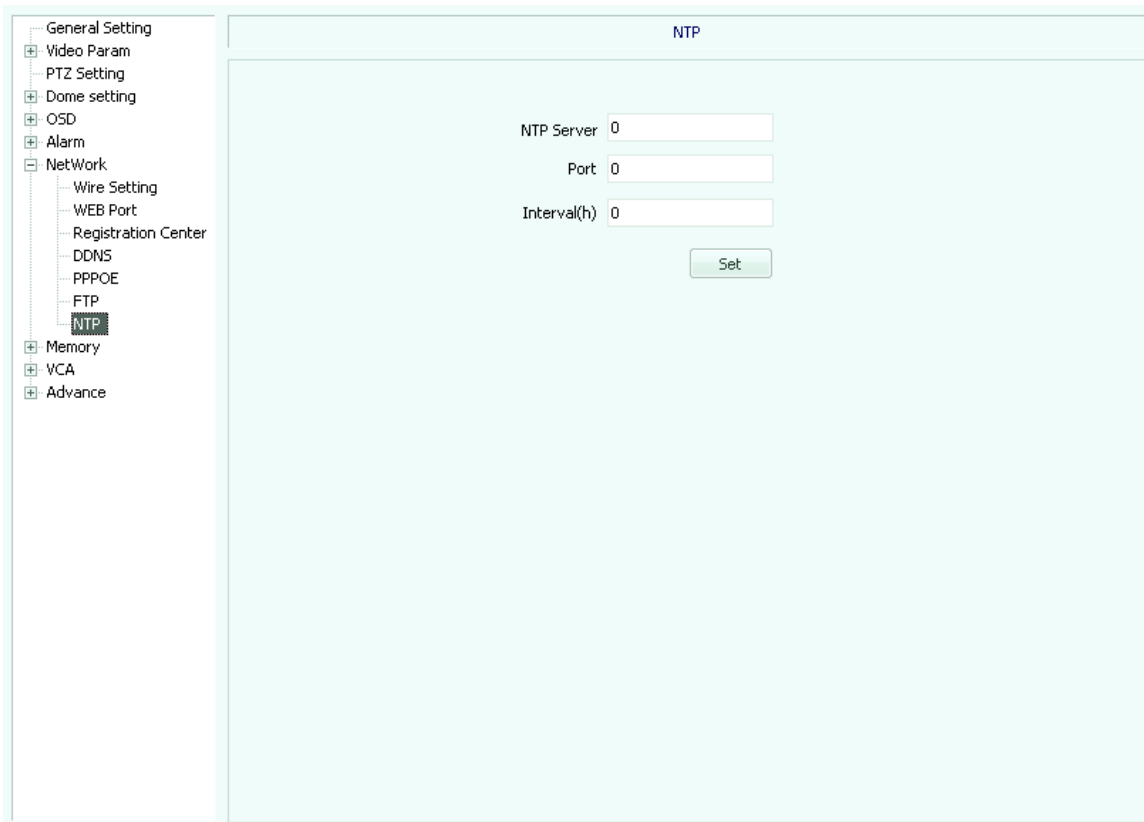 General Setting
Video Param
PTZ Setting
Dome setting
OSD
Alarm
NetWork
Wire Setting
WEB Port
Registration Center
DDNS
PPPOE
FTP
NTP
Memory
VCA
Advance
NTP
NTP Server 0
Port 0
Interval(h) 0
Set